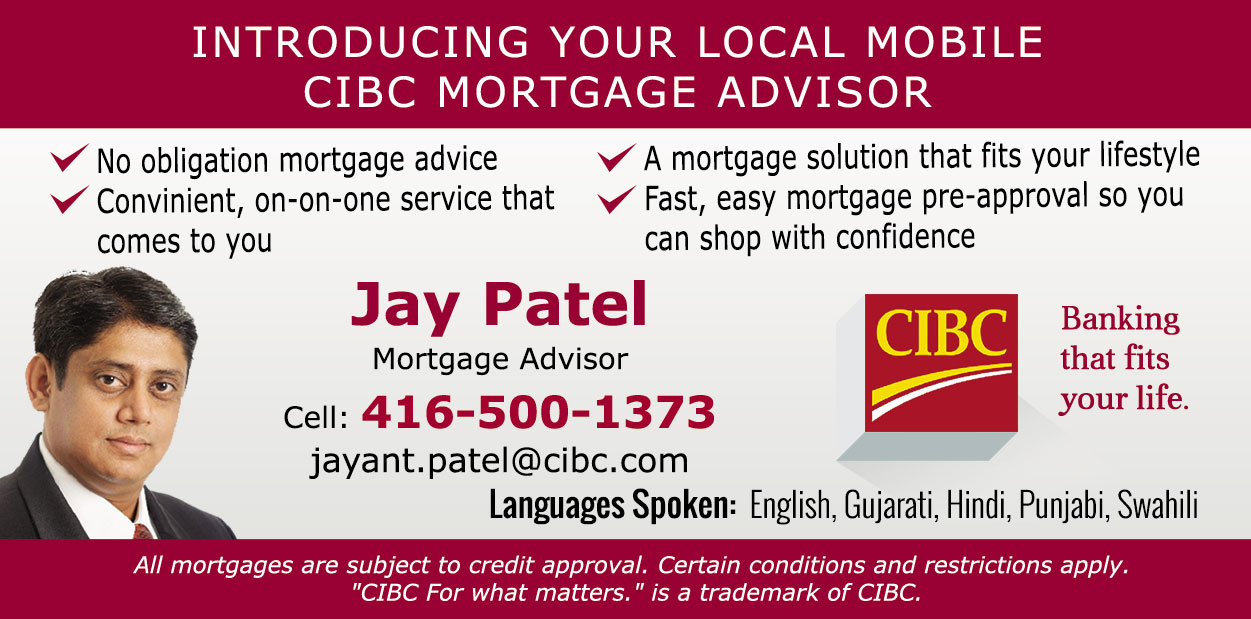 INTRODUCING YOUR LOCAL MOBILE
CIBC MORTGAGE ADVISOR
No obligation mortgage advice
Convinient, on-on-one service that
comes to you
A mortgage solution that fits your lifestyle
Fast, easy mortgage pre-approval so you
can shop with confidence
Jay Patel
Mortgage Advisor
Cell: 416-500-1373
jayant.patel@cibc.com
CIBC
Banking
that fits
your life.
Languages Spoken: English, Gujarati, Hindi, Punjabi, Swahili
All mortgages are subject to credit approval. Certain conditions and restrictions apply.
"CIBC For what matters." is a trademark of CIBC.